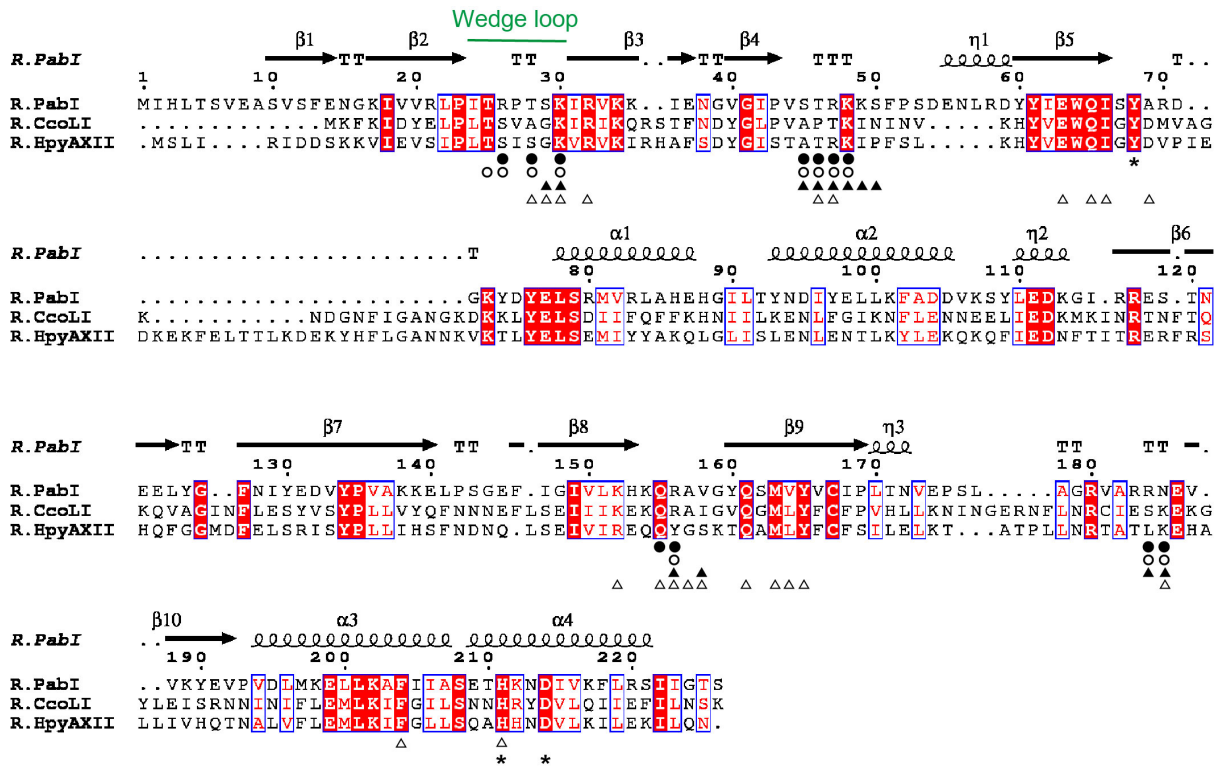 Wedge loop
β1 TT β2 TT β3 TT β4 TTT η1 β5 T
R.PabI
1 10 20 30 40 50 60 70
R.PabI MIHLTSVEASVSFENGKIVVRLPITRPTSKIRVKK..IENGVGIPVSTRKKSFPSDENLRDYYIEWQISYARD..
R.CcoLI .............MKFKIDYELPLTSVAGKIRIKQRSTFNDYGLPVAPTKININV.....KHYVEWQIGYDMVAG
R.HpyAXII .MSLI....RIDDSKKVIEVSIPLTSISGKVRVKIRHAFSDYGISTATRKIPFSL.....KIYIEWQIGYDVPIE
*
T α1 α2 η2 β6
R.PabI
80 90 100 110 120
R.PabI .......................GKYDYELSRMVRLAHEHGILTYNDIYELLKFADDVKSYLEDKGI.RRES.TN
R.CcoLI K...........NDGNFIGANGKDKKLYELSDIIFQFFKHNIILKENLFGIKNFLENNEELIEDKMKINRTNFTQ
R.HpyAXII DKEKFELTTLKDEKYHFLGANNKVKTLYELSEMIYYAKQLGLISLENLENTLKYLEKQKQFIEDNFTITRERFRS
TT β7 TT β8 β9 η3 TT TT
R.PabI
130 140 150 160 170 180
R.PabI EELYG..FNIYEDVYPVAKKELPSGEF.IGIVLKHKQRAVGYQSMVYVCIPLTNVEPSL.....AGRVARRNEV.
R.CcoLI KQVAGINFLESYVSYPLLVYQFNNNEFLSEIIIKEKQRAIGVQGMLYFCFPVHLLKNINGERNFLNRCIESKEKG
R.HpyAXII HQFGGMDFELSRISYPLLIHSFNDNQ.LSEIVIREQQYGSKTQAMLYFCFSILELKT...ATPLLNRTATLKEHA
β10 α3 α4
R.PabI
190 200 210 220
R.PabI ..VKYEVPVDLMKELLKAFIIASETHKNDIVKFLRSIIGTS
R.CcoLI YLEISRNNINIFLEMLKIFGILSNNHRYDVLQIIEFILNSK
R.HpyAXII LLIVHQTNALVFLEMLKIFGLLSQAHHNDVLKILEKILQN.
* *